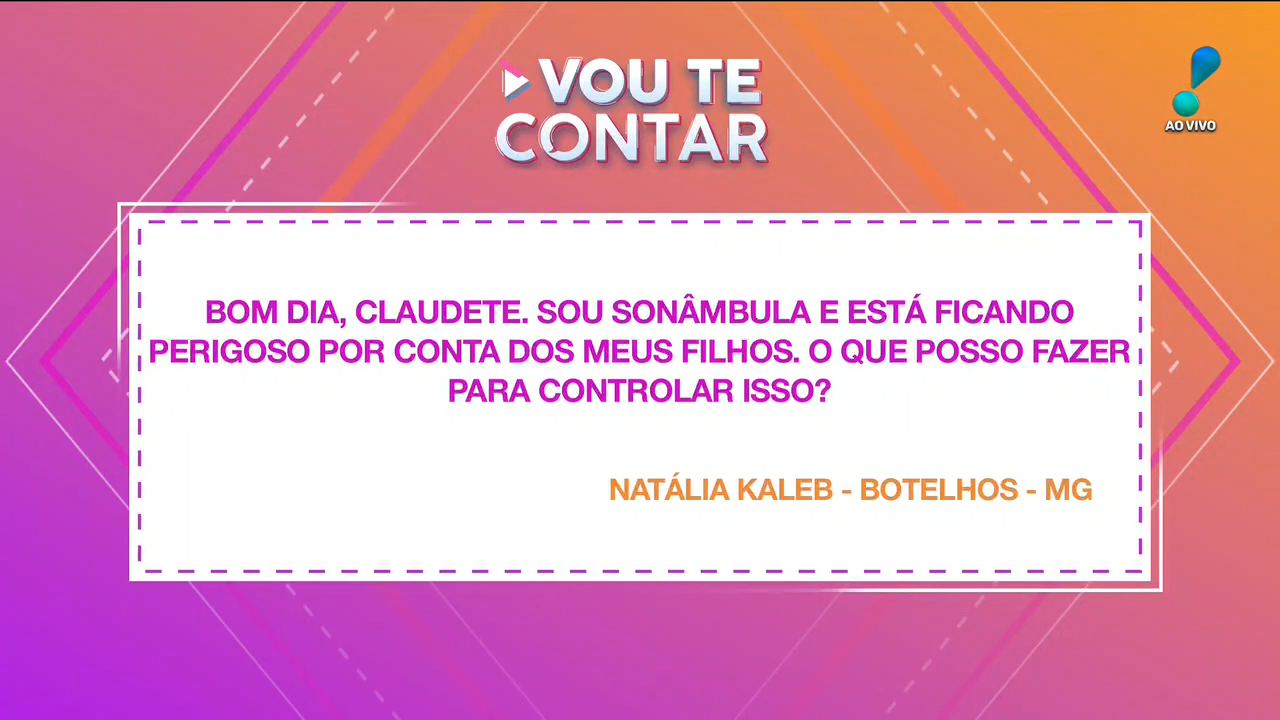 VOU TE
CONTAR
AO VIVO
BOM DIA, CLAUDETE. SOU SONÂMBULA E ESTÁ FICANDO
PERIGOSO POR CONTA DOS MEUS FILHOS. O QUE POSSO FAZER
PARA CONTROLAR ISSO?
NATÁLIA KALEB - BOTELHOS - MG